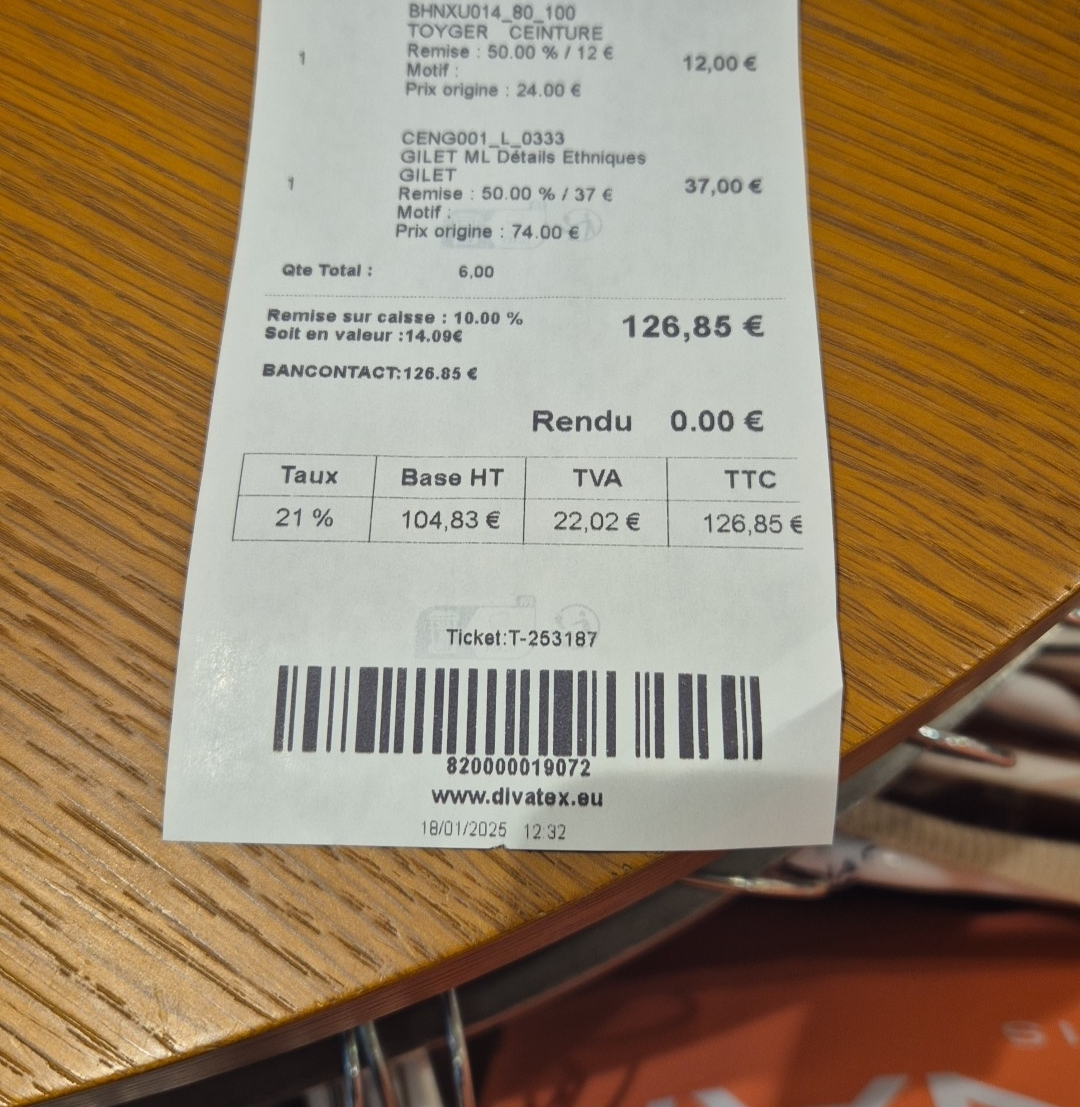 BHNXU014_80_100
TOYGER CEINTURE
1
Remise : 50.00 % / 12 €
12,00 €
Motif :
Prix origine : 24.00 €
CENG001_L_0333
GILET ML Détails Ethniques
GILET
1
37,00 €
Remise : 50.00 % / 37 €
Motif :
Prix origine : 74.00 €
Qte Total : 6,00
Remise sur caisse : 10.00 %
126,85 €
Soit en valeur :14.09€
BANCONTACT:126.85 €
Rendu 0.00 €
Taux Base HT TVA TTC
21 % 104,83 € 22,02 € 126,85 €
Ticket:T-253187
820000019072
www.divatex.eu
18/01/2025 12 32